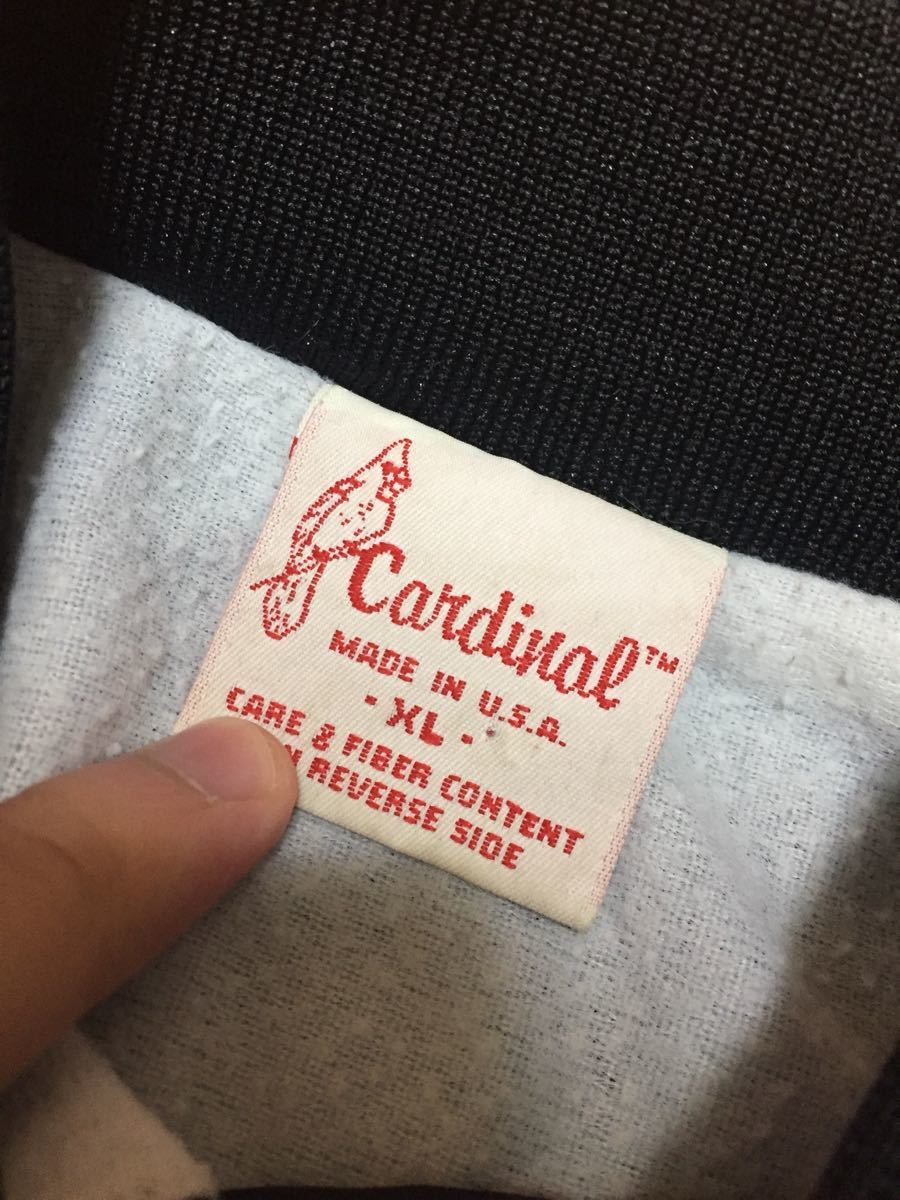 Cardinal™
MADE IN U.S.A.
- XL -
CARE & FIBER CONTENT
REVERSE SIDE